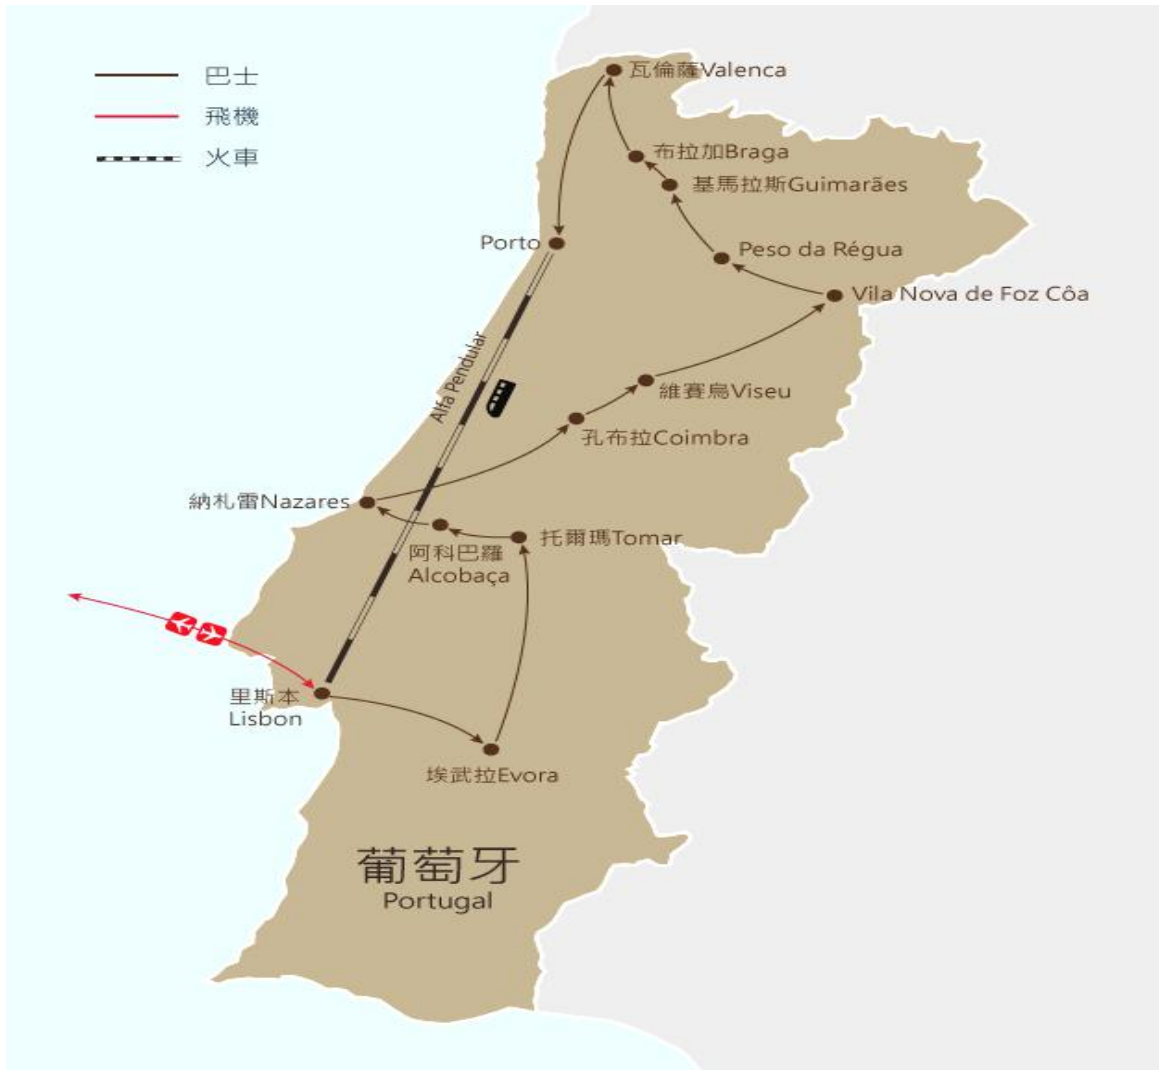 巴士
飛機
火車
瓦倫薩Valenca
布拉加Braga
基馬拉斯Guimarães
Porto
Peso da Régua
Vila Nova de Foz Côa
Alfa Pendular
維賽烏Viseu
孔布拉Coimbra
納札雷Nazares
托爾瑪Tomar
阿科巴羅
Alcobaça
里斯本
Lisbon
埃武拉Evora
葡萄牙
Portugal